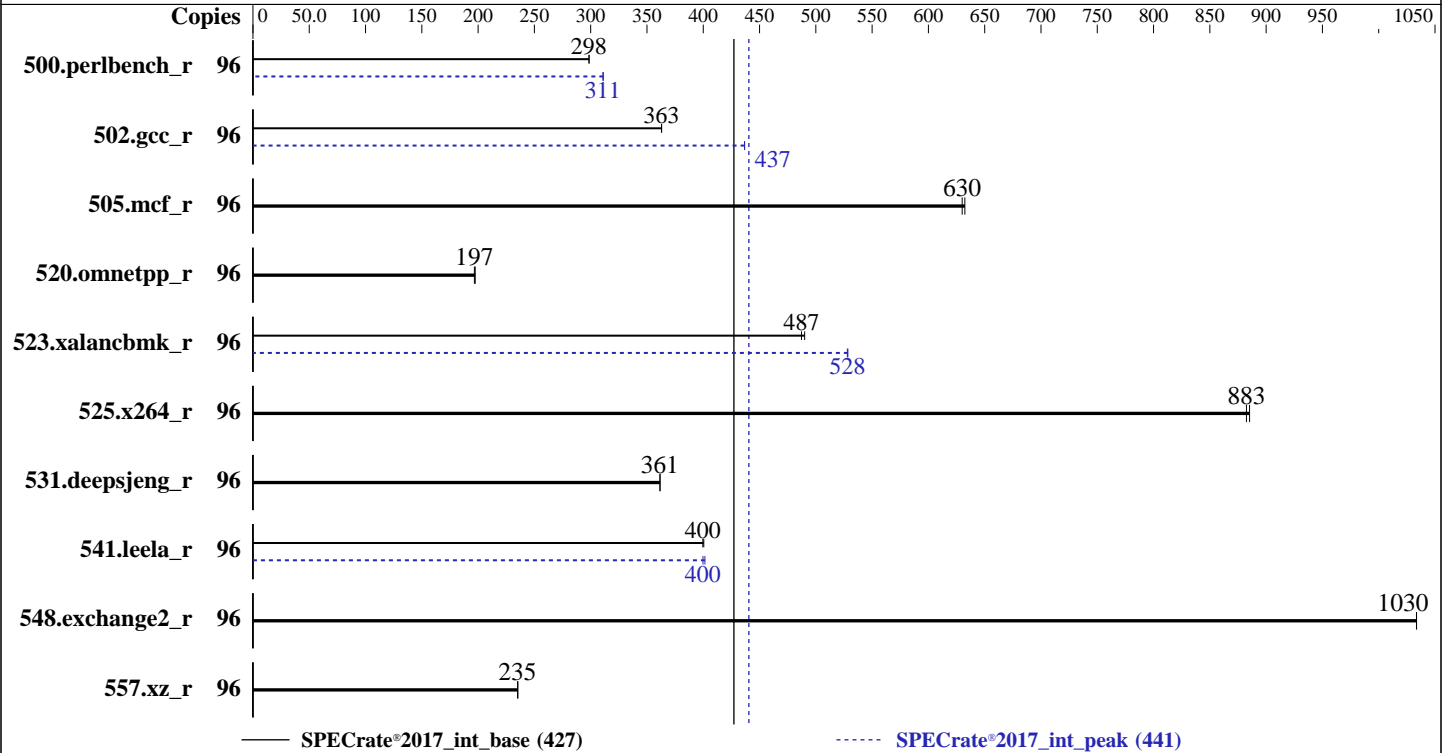 Copies 0 50.0 100 150 200 250 300 350 400 450 500 550 600 650 700 750 800 850 900 950 1050
298
500.perlbench_r 96
311
363
502.gcc_r 96
437
630
505.mcf_r 96
197
520.omnetpp_r 96
487
523.xalancbmk_r 96
528
883
525.x264_r 96
361
531.deepsjeng_r 96
400
541.leela_r 96
400
1030
548.exchange2_r 96
235
557.xz_r 96
SPECrate®2017_int_base (427) SPECrate®2017_int_peak (441)